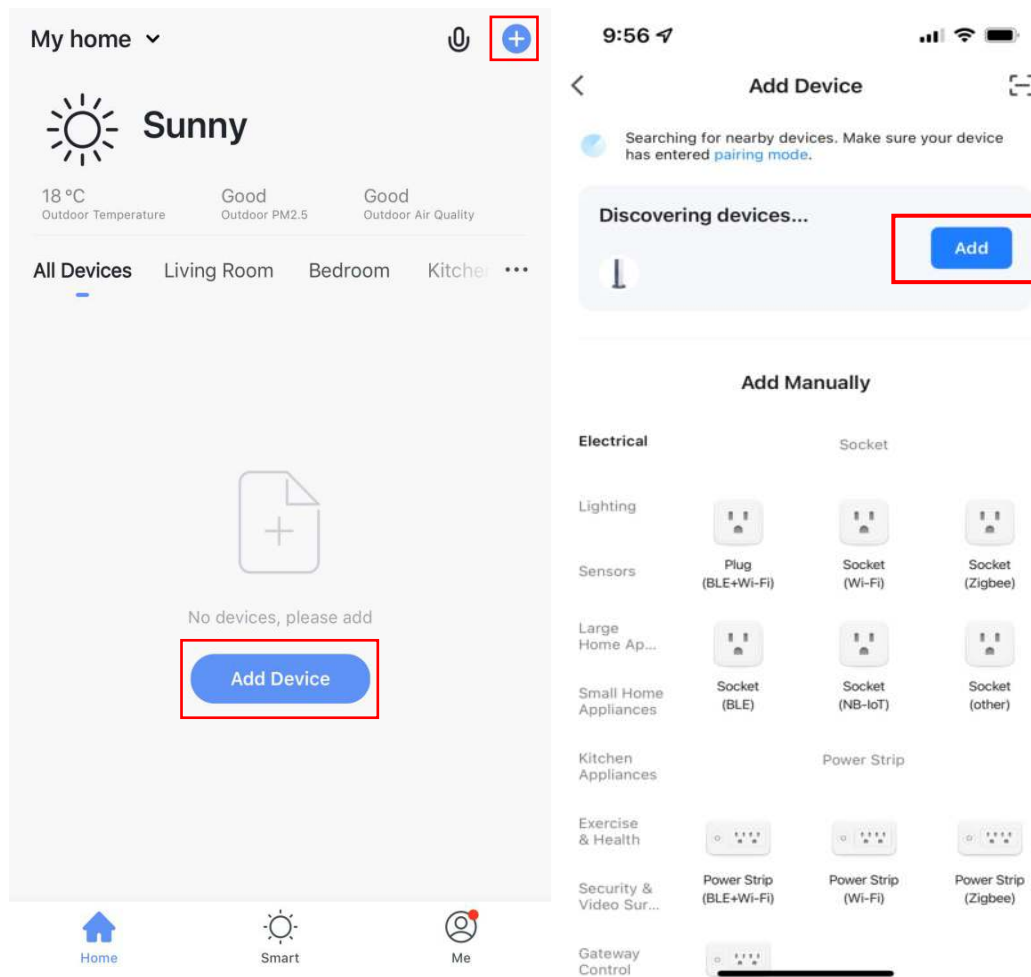 My home
Sunny
18 °C
Good
Good
Outdoor Temperature
Outdoor PM2.5
Outdoor Air Quality
All Devices
Living Room
Bedroom
Kitchen
No devices, please add
Add Device
Home
Smart
Me
9:56
Add Device
Searching for nearby devices. Make sure your device
has entered pairing mode.
Discovering devices...
Add
Add Manually
Electrical
Lighting
Sensors
Large
Home Ap...
Small Home
Appliances
Kitchen
Appliances
Exercise
& Health
Security &
Video Sur...
Gateway
Control
Socket
Plug
(BLE+Wi-Fi)
Socket
(Wi-Fi)
Socket
(Zigbee)
Socket
(BLE)
Socket
(NB-IoT)
Socket
(other)
Power Strip
Power Strip
(BLE+Wi-Fi)
Power Strip
(Wi-Fi)
Power Strip
(Zigbee)